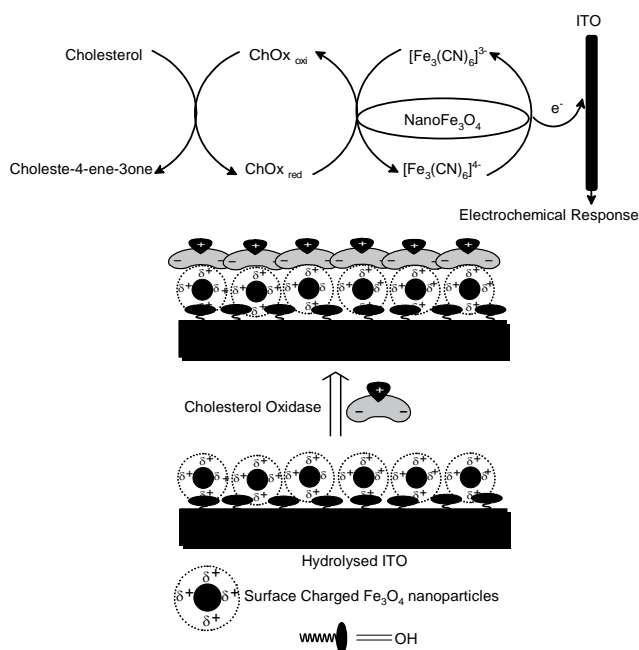 ITO
Cholesterol ChOx oxi [Fe3(CN)6]3-
NanoFe3O4 e-
Choleste-4-ene-3one ChOx red [Fe3(CN)6]4-
Electrochemical Response
+ + + + + +
− − − − − − −
δ+ δ+ δ+ δ+ δ+ δ+
δ+ δ+ δ+ δ+ δ+ δ δ+ δ+ δ+ δ+ δ+
δ+ δ+ δ+ δ+ δ+ δ+
Cholesterol Oxidase + − −
δ+ δ+ δ+ δ+ δ+ δ+
δ+ δ+ δ+ δ+ δ+ δ+ δ+ δ+ δ+ δ+
δ+ δ+ δ+ δ+ δ+ δ+
Hydrolysed ITO
δ+
δ+ δ+ Surface Charged Fe3O4 nanoparticles
δ+
OH